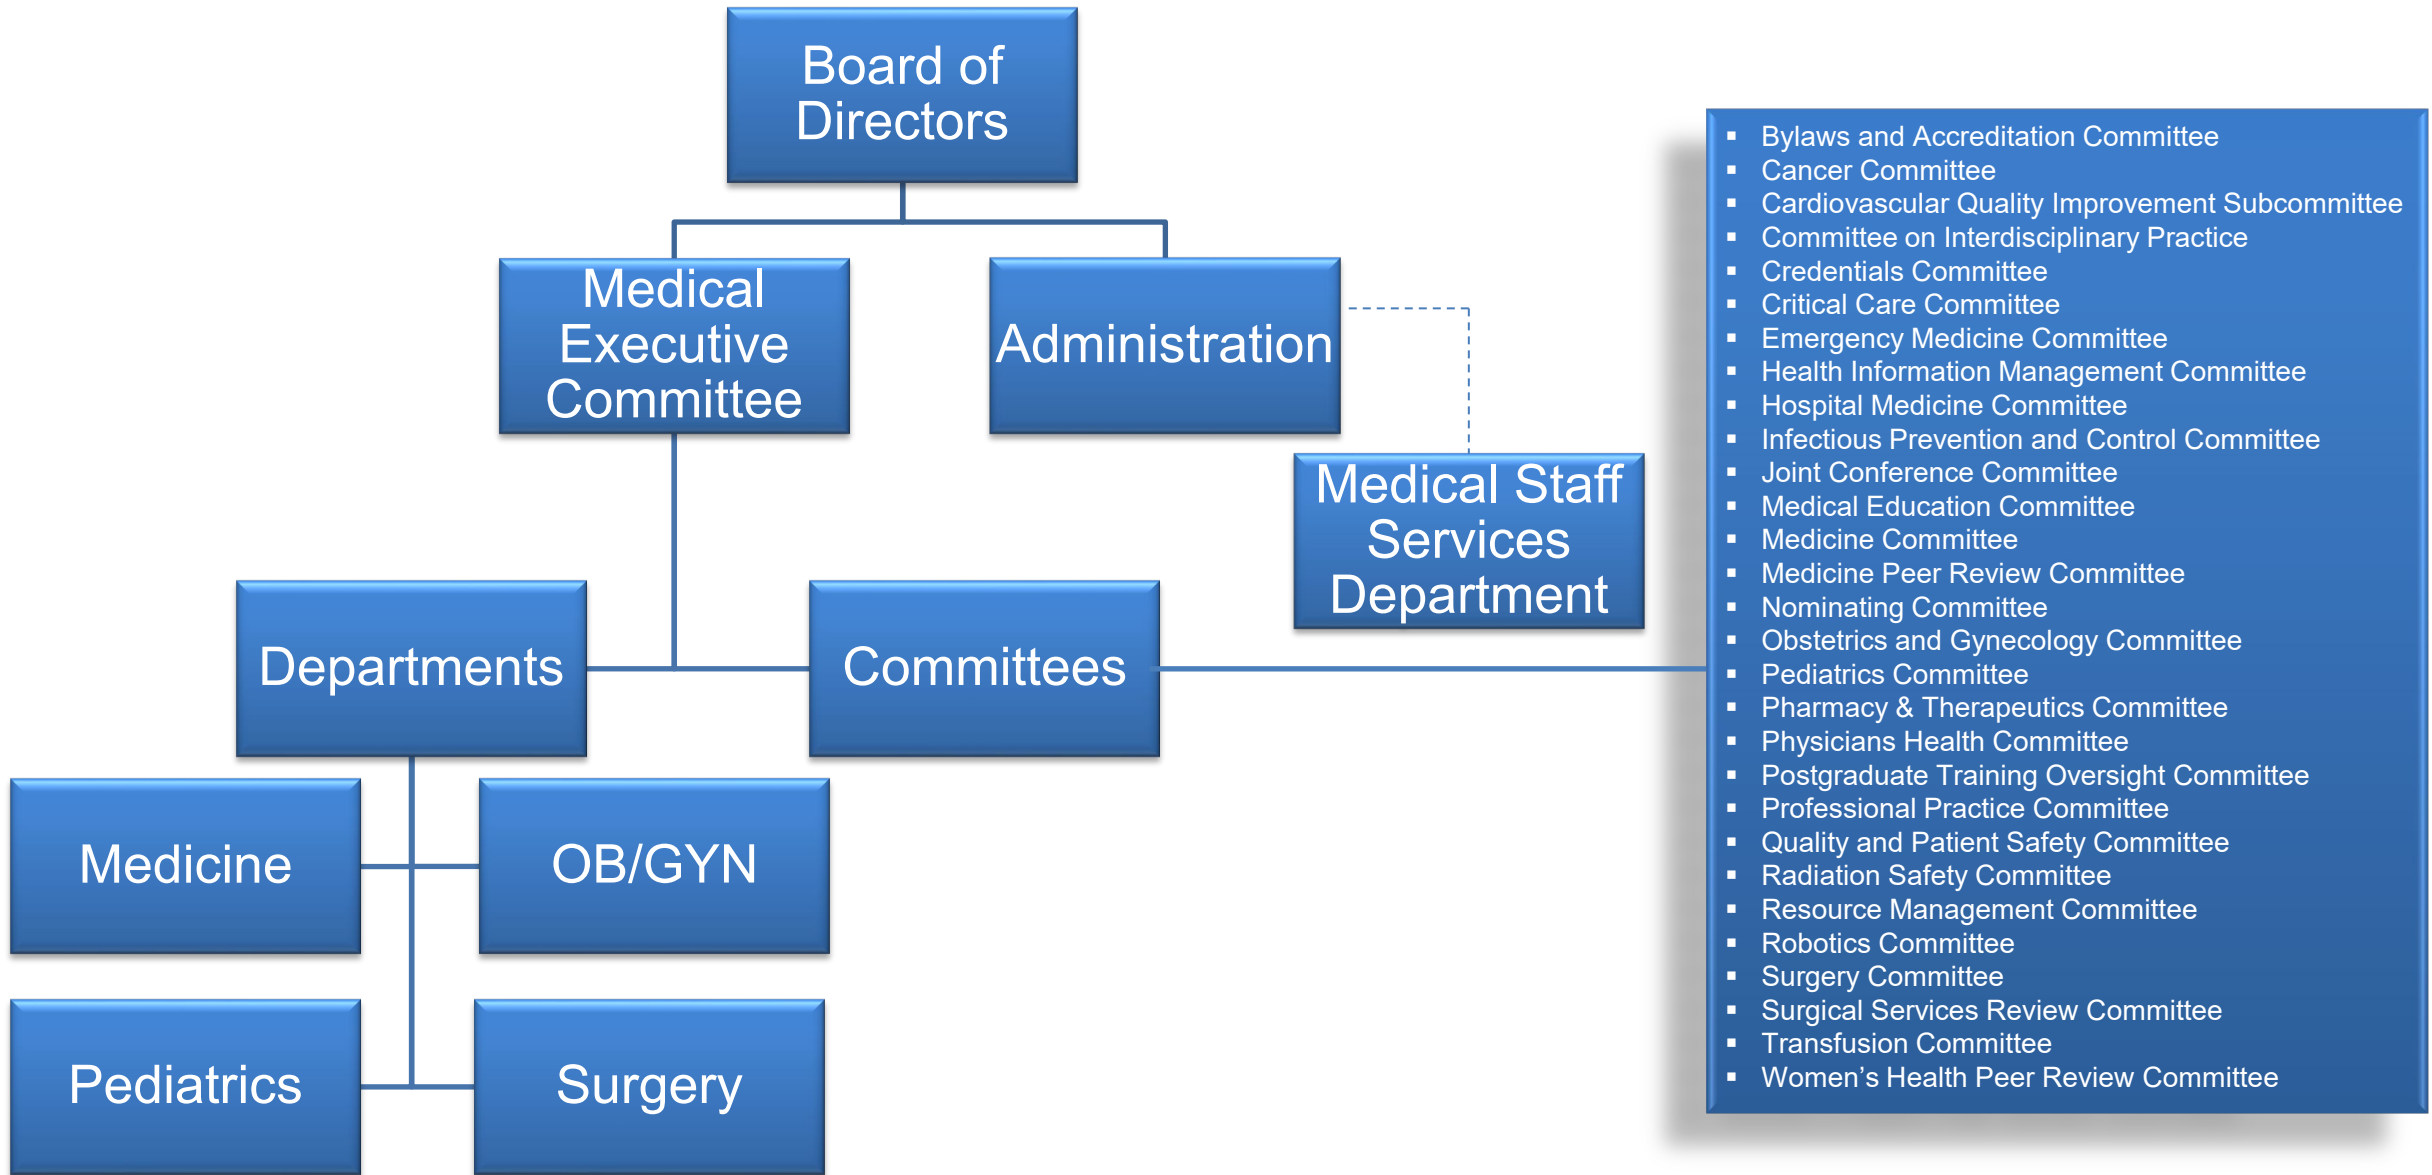 Board of
Directors
Medical
Executive
Committee
Administration
Medical Staff
Services
Department
Departments
Committees
Medicine
OB/GYN
Pediatrics
Surgery
▪ Bylaws and Accreditation Committee
▪ Cancer Committee
▪ Cardiovascular Quality Improvement Subcommittee
▪ Committee on Interdisciplinary Practice
▪ Credentials Committee
▪ Critical Care Committee
▪ Emergency Medicine Committee
▪ Health Information Management Committee
▪ Hospital Medicine Committee
▪ Infectious Prevention and Control Committee
▪ Joint Conference Committee
▪ Medical Education Committee
▪ Medicine Committee
▪ Medicine Peer Review Committee
▪ Nominating Committee
▪ Obstetrics and Gynecology Committee
▪ Pediatrics Committee
▪ Pharmacy & Therapeutics Committee
▪ Physicians Health Committee
▪ Postgraduate Training Oversight Committee
▪ Professional Practice Committee
▪ Quality and Patient Safety Committee
▪ Radiation Safety Committee
▪ Resource Management Committee
▪ Robotics Committee
▪ Surgery Committee
▪ Surgical Services Review Committee
▪ Transfusion Committee
▪ Women’s Health Peer Review Committee